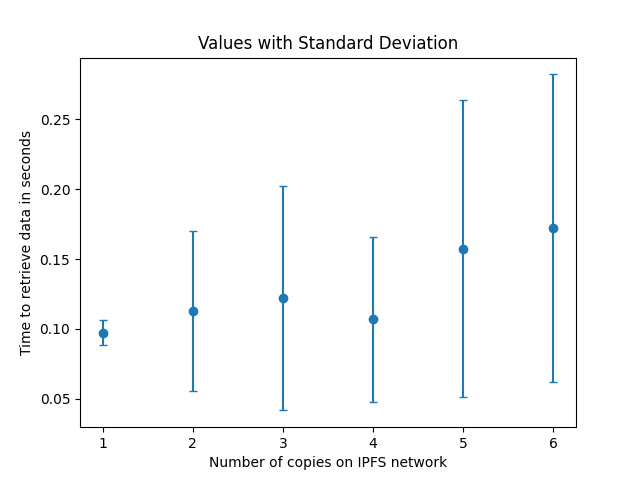 Values with Standard Deviation
Time to retrieve data in seconds
0.25
0.20
0.15
0.10
0.05
1 2 3 4 5 6
Number of copies on IPFS network